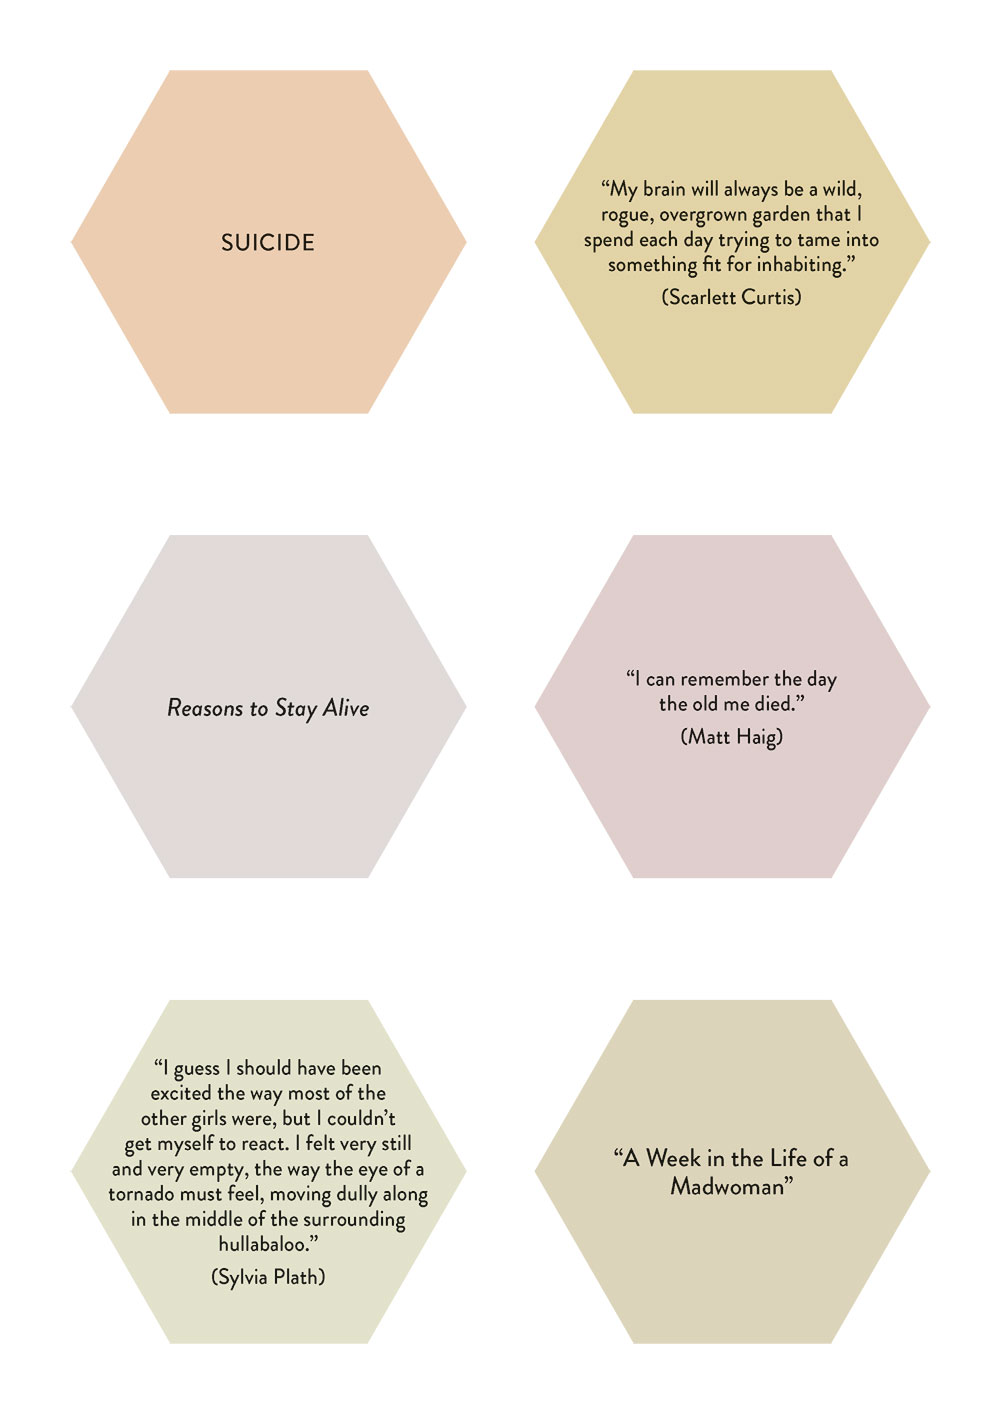 SUICIDE
“My brain will always be a wild,
rogue, overgrown garden that I
spend each day trying to tame into
something fit for inhabiting.”
(Scarlett Curtis)
Reasons to Stay Alive
“I can remember the day
the old me died.”
(Matt Haig)
“I guess I should have been
excited the way most of the
other girls were, but I couldn’t
get myself to react. I felt very still
and very empty, the way the eye of a
tornado must feel, moving dully along
in the middle of the surrounding
hullabaloo.”
(Sylvia Plath)
“A Week in the Life of a
Madwoman”